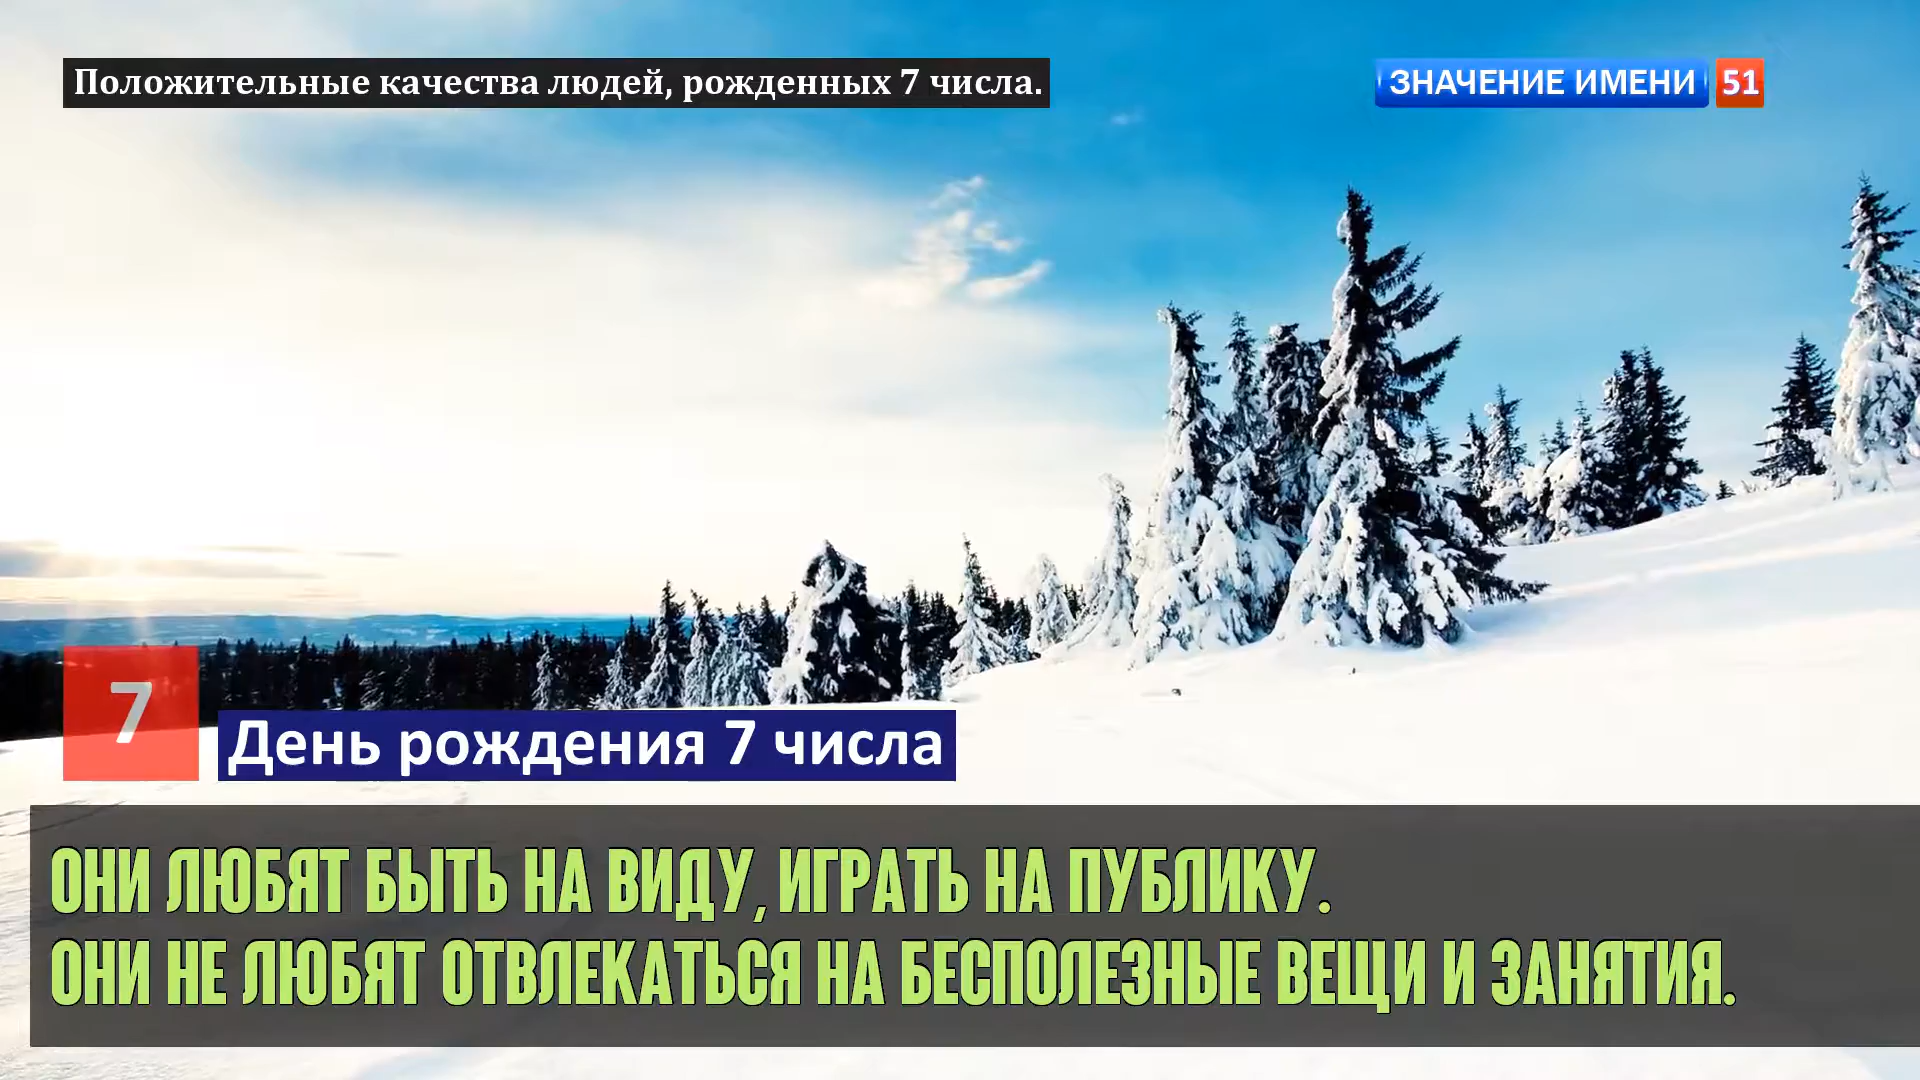 Положительные качества людей, рожденных 7 числа.
ЗНАЧЕНИЕ ИМЕНИ 51
7
День рождения 7 числа
ОНИ ЛЮБЯТ БЫТЬ НА ВИДУ, ИГРАТЬ НА ПУБЛИКУ.
ОНИ НЕ ЛЮБЯТ ОТВЛЕКАТЬСЯ НА БЕСПОЛЕЗНЫЕ ВЕЩИ И ЗАНЯТИЯ.